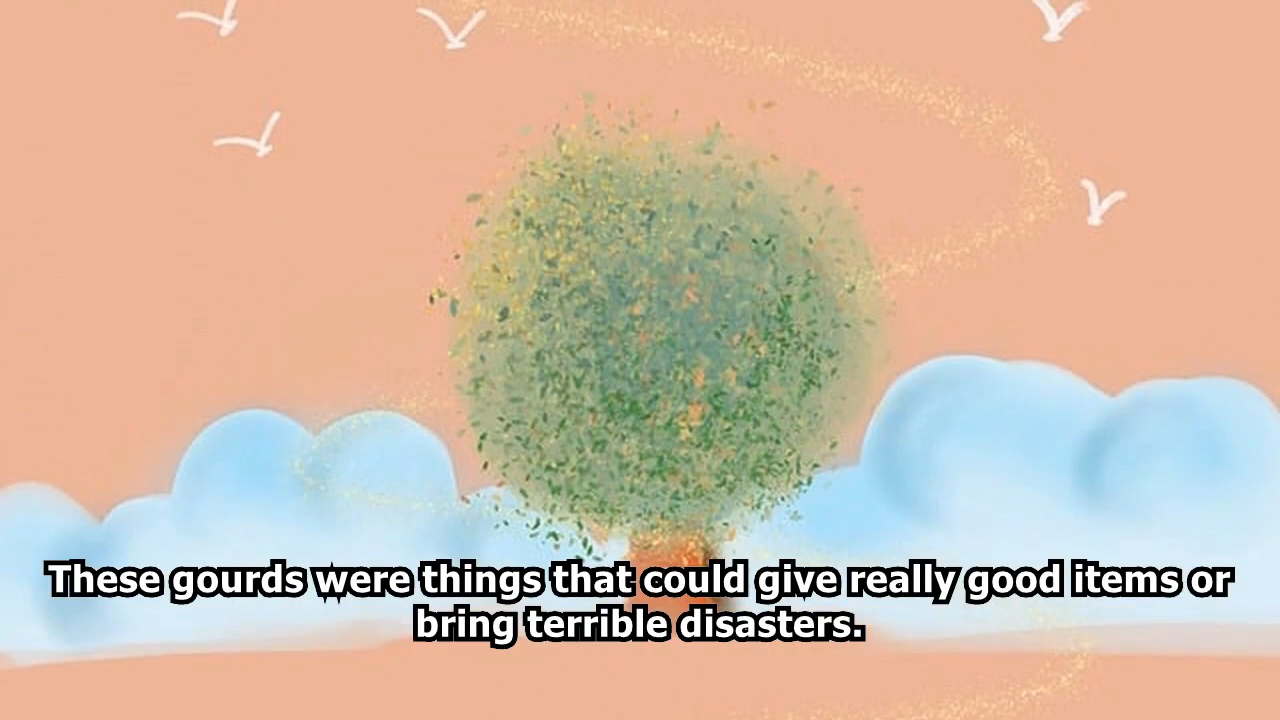 These gourds were things that could give really good items or
bring terrible disasters.